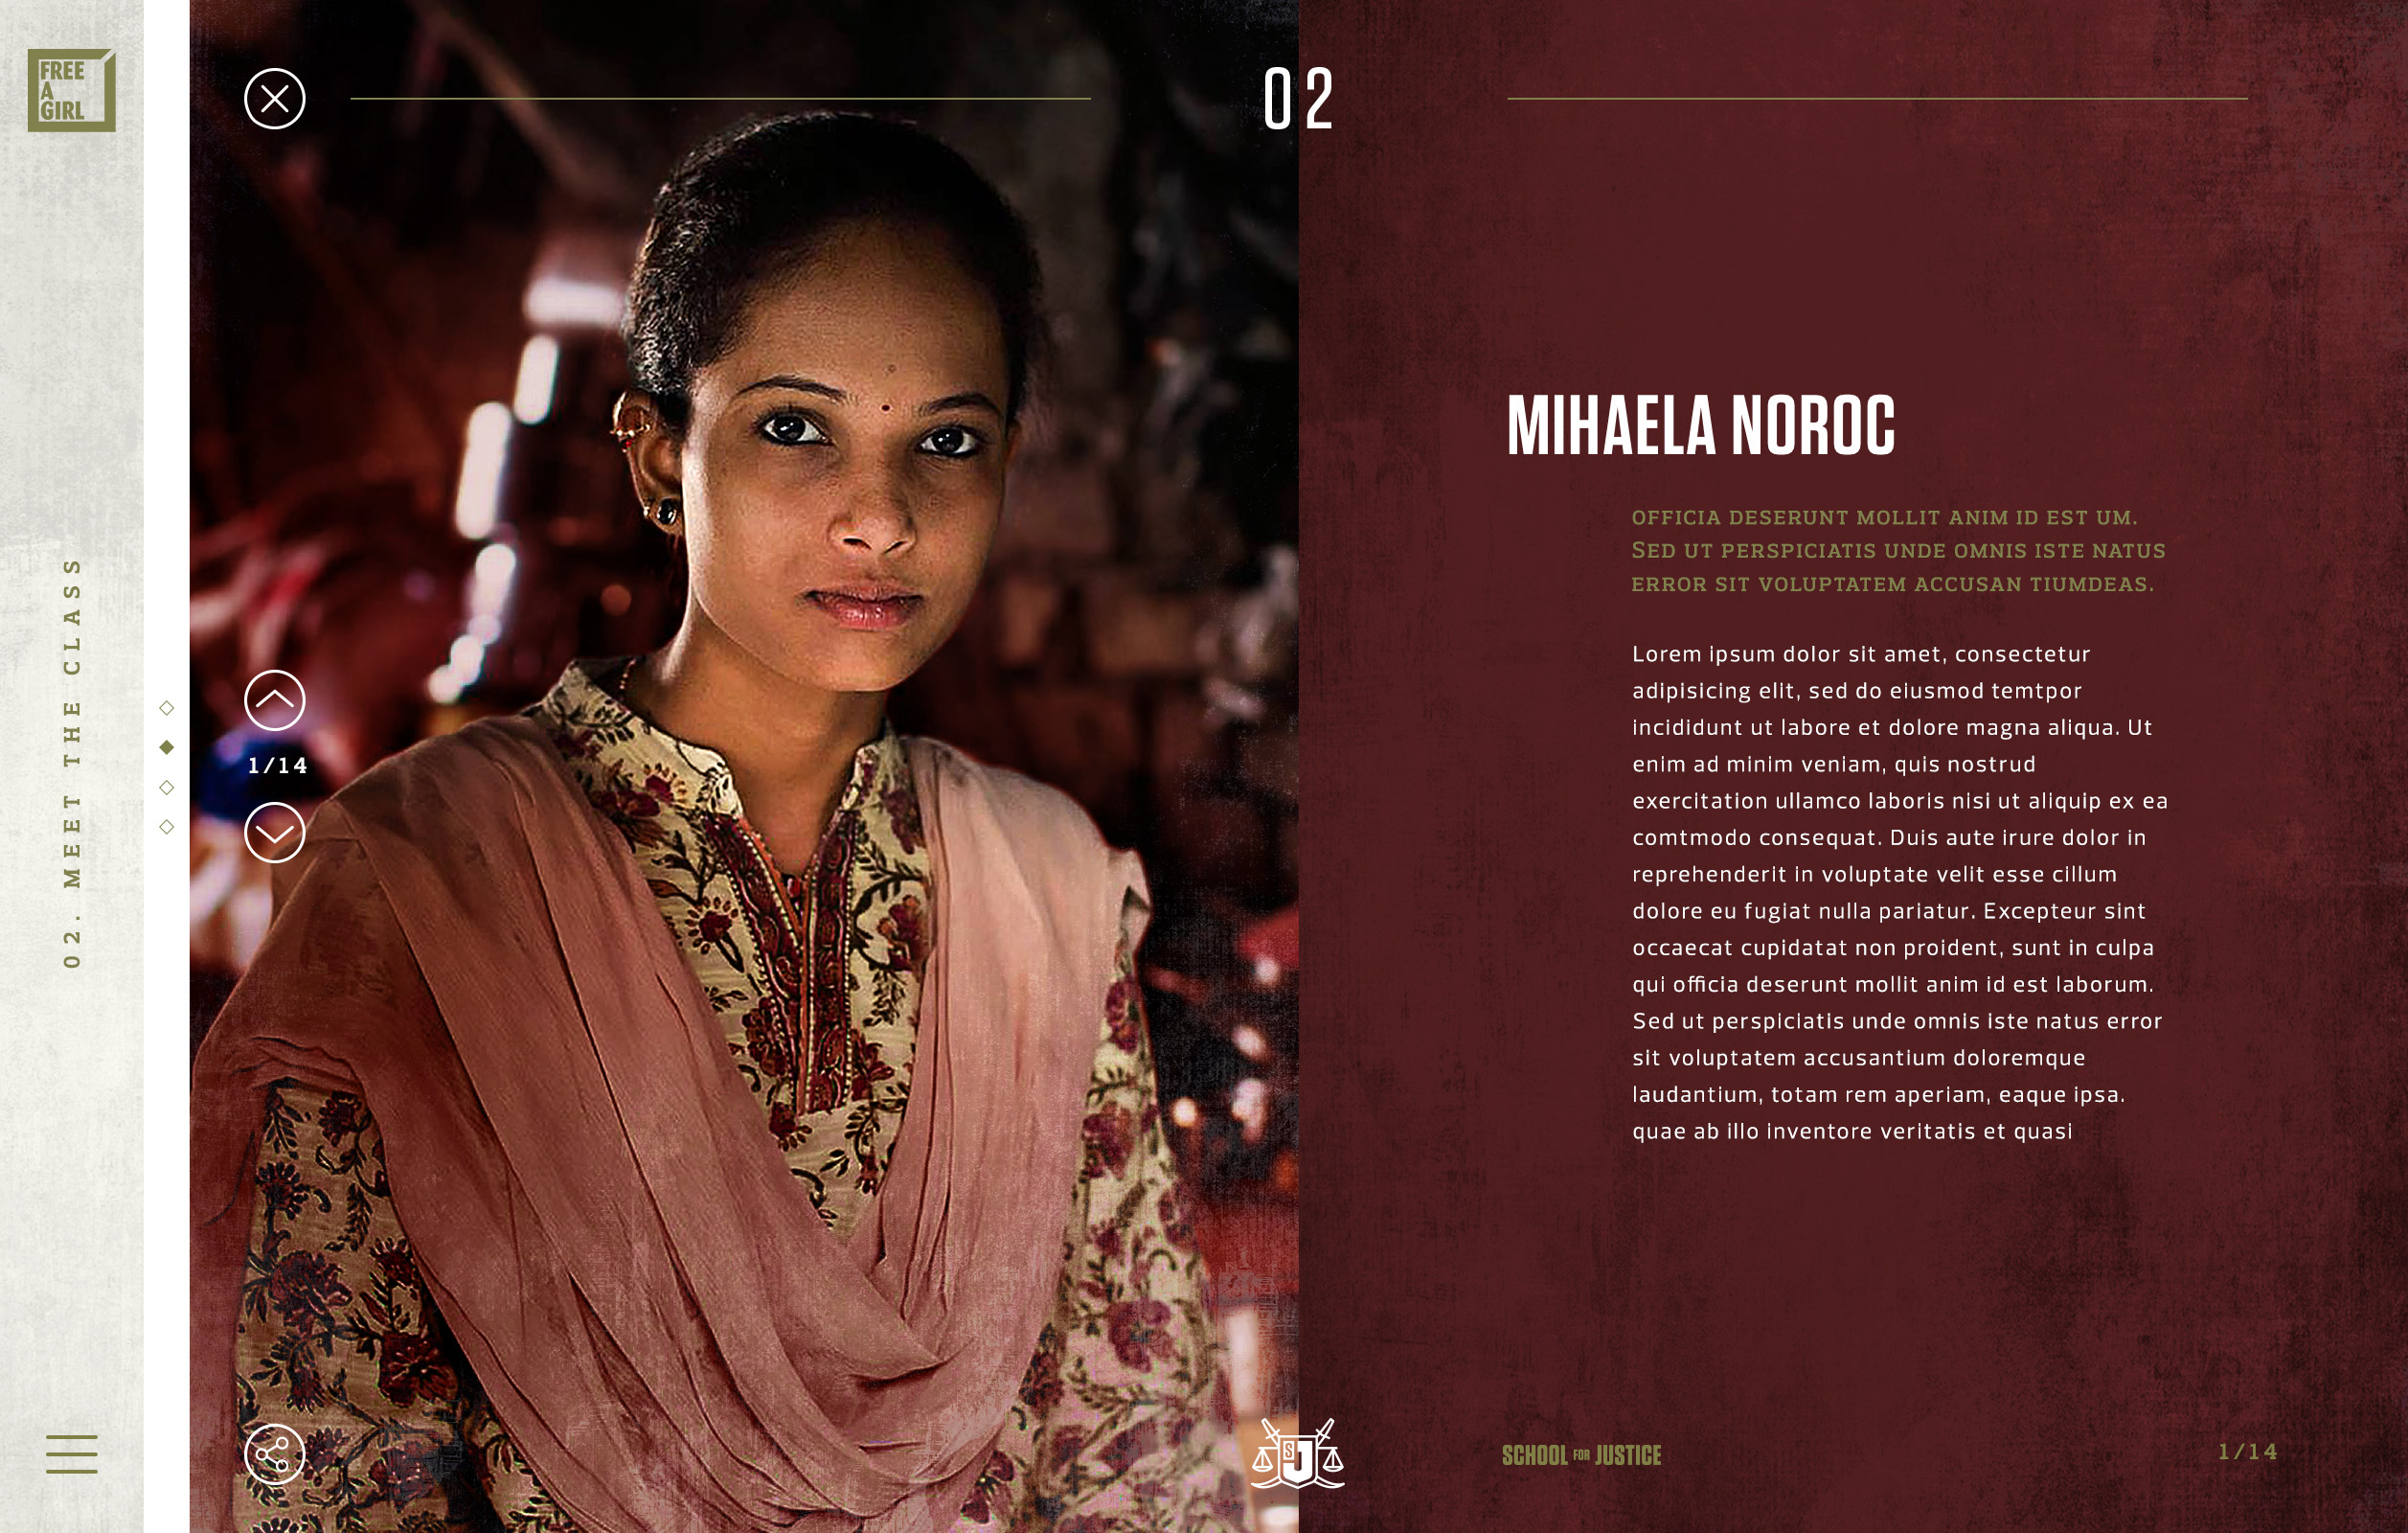 FREE
A
GIRL
02. MEET THE CLASS
1/14
02
MIHAELA NOROC
OFFICIA DESERUNT MOLLIT ANIM ID EST UM.
SED UT PERSPICIATIS UNDE OMNIS ISTE NATUS
ERROR SIT VOLUPTATEM ACCUSAN TIUMDEAS.
Lorem ipsum dolor sit amet, consectetur
adipisicing elit, sed do eiusmod temtpor
incididunt ut labore et dolore magna aliqua. Ut
enim ad minim veniam, quis nostrud
exercitation ullamco laboris nisi ut aliquip ex ea
comtmodo consequat. Duis aute irure dolor in
reprehenderit in voluptate velit esse cillum
dolore eu fugiat nulla pariatur. Excepteur sint
occaecat cupidatat non proident, sunt in culpa
qui officia deserunt mollit anim id est laborum.
Sed ut perspiciatis unde omnis iste natus error
sit voluptatem accusantium doloremque
laudantium, totam rem aperiam, eaque ipsa.
quae ab illo inventore veritatis et quasi
SJ
SCHOOL FOR JUSTICE
1/14